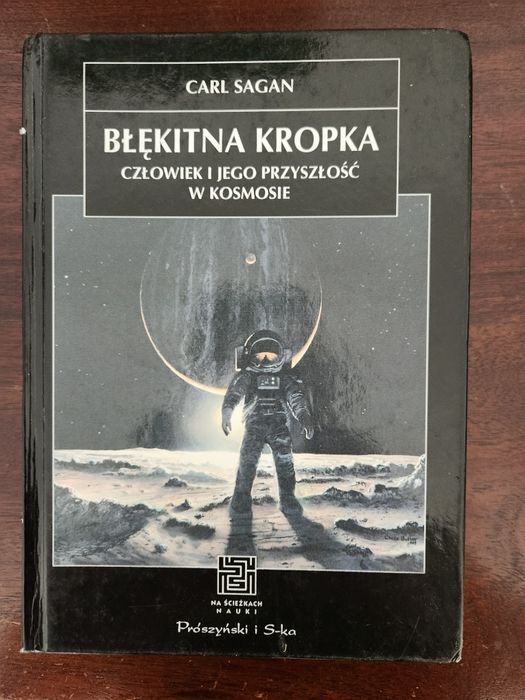 CARL SAGAN
BŁĘKITNA KROPKA
CZŁOWIEK I JEGO PRZYSZŁOŚĆ
W KOSMOSIE
NA ŚCIEŻKACH
NAUKI
Prószyński i S-ka